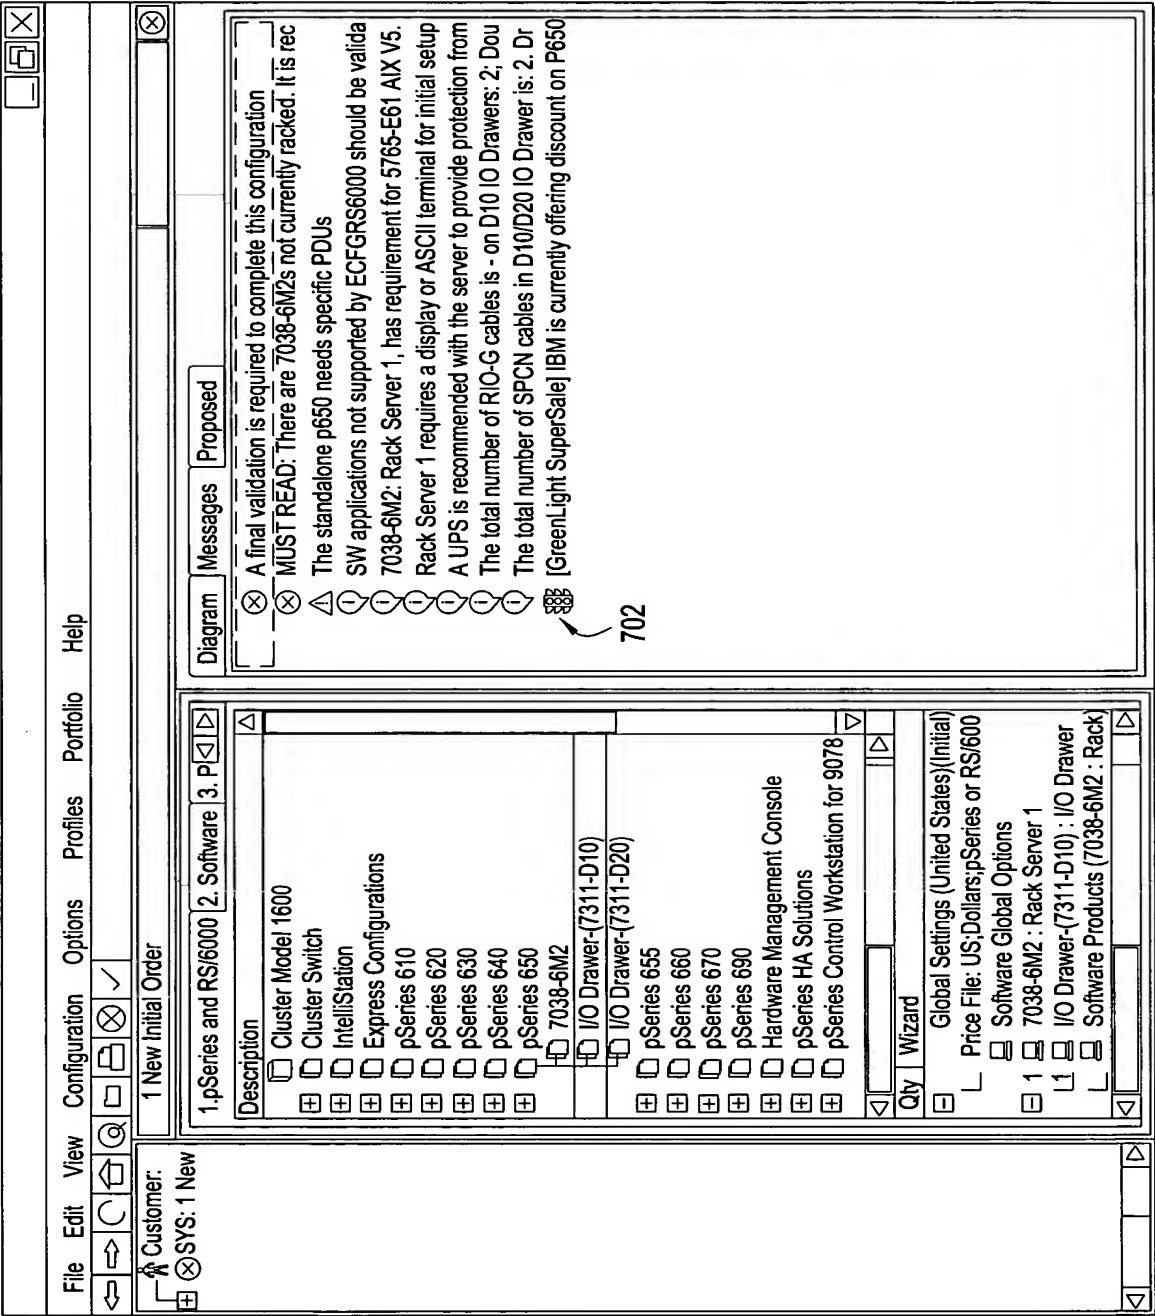 File Edit View Configuration Options Profiles Portfolio Help
Customer:
SYS: 1 New
1 New Initial Order
1.pSeries and RS/6000 2. Software 3. P
Description
Cluster Model 1600
Cluster Switch
IntelliStation
Express Configurations
pSeries 610
pSeries 620
pSeries 630
pSeries 640
pSeries 650
7038-6M2
I/O Drawer-(7311-D10)
I/O Drawer-(7311-D20)
pSeries 655
pSeries 660
pSeries 670
pSeries 690
Hardware Management Console
pSeries HA Solutions
pSeries Control Workstation for 9078
Qty Wizard
Global Settings (United States)(Initial)
Price File: US;Dollars;pSeries or RS/600
Software Global Options
1 7038-6M2 : Rack Server 1
1 I/O Drawer-(7311-D10) : I/O Drawer
Software Products (7038-6M2 : Rack)
Diagram Messages Proposed
A final validation is required to complete this configuration
MUST READ: There are 7038-6M2s not currently racked. It is rec
The standalone p650 needs specific PDUs
SW applications not supported by ECFGRS6000 should be valida
7038-6M2: Rack Server 1, has requirement for 5765-E61 AIX V5.
Rack Server 1 requires a display or ASCII terminal for initial setup
A UPS is recommended with the server to provide protection from
The total number of RIO-G cables is - on D10 IO Drawers: 2; Dou
The total number of SPCN cables in D10/D20 IO Drawer is: 2. Dr
[GreenLight SuperSale] IBM is currently offering discount on P650
702